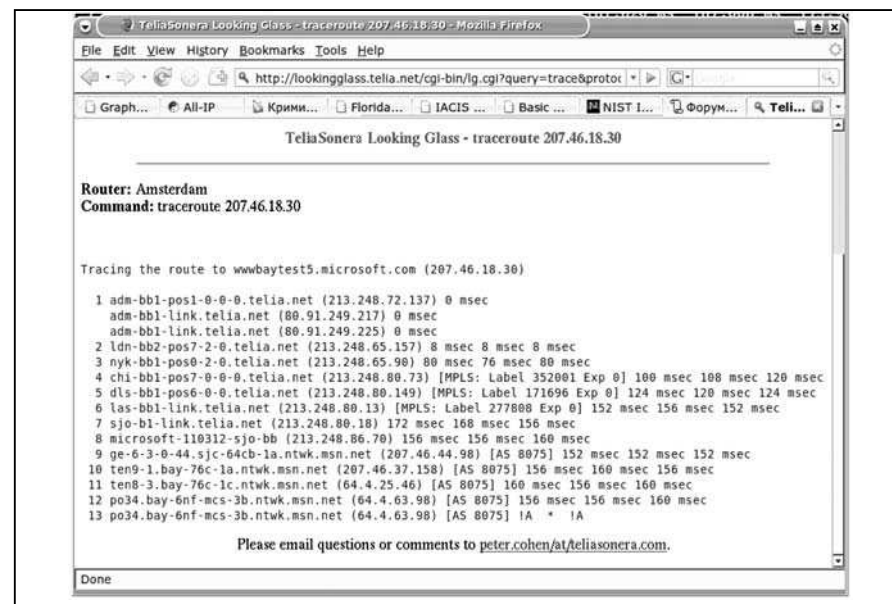 TeliaSonera Looking Glass - traceroute 207.46.18.30 - Mozilla Firefox
File Edit View History Bookmarks Tools Help
http://lookingglass.telia.net/cgi-bin/lg.cgi?query=trace&protoc
Graph... All-IP Крими... Florida... IACIS ... Basic ... NIST I... Форум... Teli...
TeliaSonera Looking Glass - traceroute 207.46.18.30
Router: Amsterdam
Command: traceroute 207.46.18.30
Tracing the route to wwwbaytest5.microsoft.com (207.46.18.30)
1 adm-bb1-pos1-0-0-0.telia.net (213.248.72.137) 0 msec
adm-bb1-link.telia.net (80.91.249.217) 0 msec
adm-bb1-link.telia.net (80.91.249.225) 0 msec
2 ldn-bb2-pos7-2-0.telia.net (213.248.65.157) 8 msec 8 msec 8 msec
3 nyk-bb1-pos0-2-0.telia.net (213.248.65.90) 80 msec 76 msec 80 msec
4 chi-bb1-pos7-0-0-0.telia.net (213.248.80.73) [MPLS: Label 352001 Exp 0] 100 msec 108 msec 120 msec
5 dls-bb1-pos6-0-0-0.telia.net (213.248.80.149) [MPLS: Label 171696 Exp 0] 124 msec 120 msec 124 msec
6 las-bb1-link.telia.net (213.248.80.13) [MPLS: Label 277808 Exp 0] 152 msec 156 msec 152 msec
7 sjo-b1-link.telia.net (213.248.80.18) 172 msec 168 msec 156 msec
8 microsoft-110312-sjo-bb (213.248.86.70) 156 msec 156 msec 160 msec
9 ge-6-3-0-44.sjc-64cb-1a.ntwk.msn.net (207.46.44.98) [AS 8075] 152 msec 152 msec 152 msec
10 ten9-1.bay-76c-1a.ntwk.msn.net (207.46.37.158) [AS 8075] 156 msec 160 msec 156 msec
11 ten8-3.bay-76c-1c.ntwk.msn.net (64.4.25.46) [AS 8075] 160 msec 156 msec 160 msec
12 po34.bay-6nf-mcs-3b.ntwk.msn.net (64.4.63.98) [AS 8075] 156 msec 156 msec 160 msec
13 po34.bay-6nf-mcs-3b.ntwk.msn.net (64.4.63.98) [AS 8075] !A * !A
Please email questions or comments to peter.cohen/at/teliasonera.com.
Done